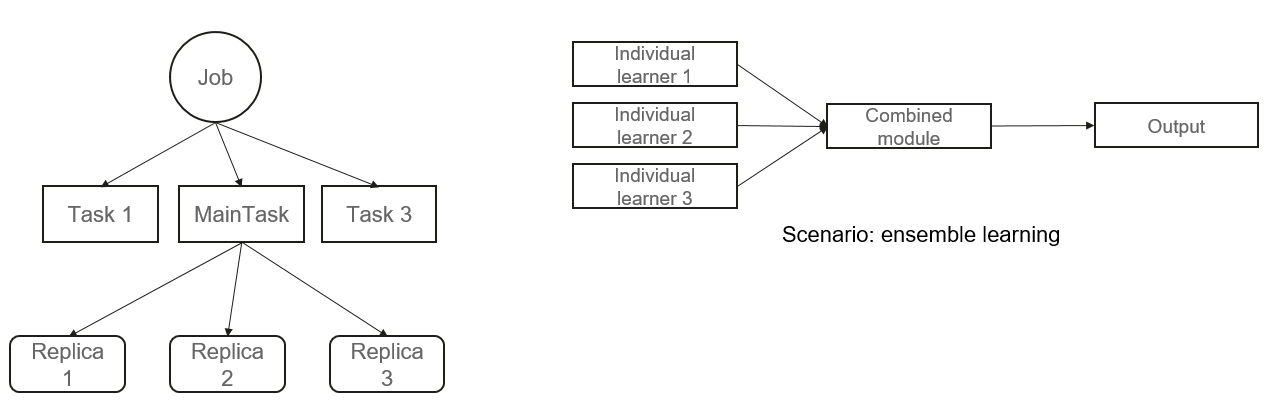 Job
Task 1
MainTask
Task 3
Replica
1
Replica
2
Replica
3
Individual
learner 1
Individual
learner 2
Individual
learner 3
Combined
module
Output
Scenario: ensemble learning